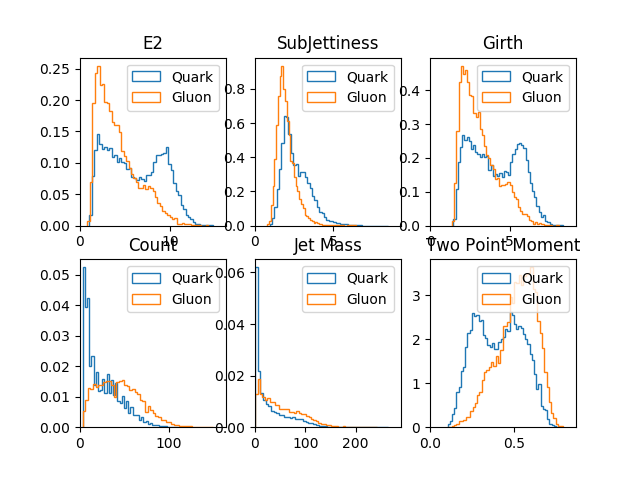 E2
SubJettiness
Girth
0.25
0.20
0.15
0.10
0.05
0.00
0
10
Quark
Gluon
0.8
0.6
0.4
0.2
0.0
0
5
Quark
Gluon
0.4
0.3
0.2
0.1
0.0
0
5
Quark
Gluon
Count
Jet Mass
Two Point Moment
0.05
0.04
0.03
0.02
0.01
0.00
0
100
Quark
Gluon
0.06
0.04
0.02
0.00
0
100
200
Quark
Gluon
3
2
1
0
0.0
0.5
Quark
Gluon